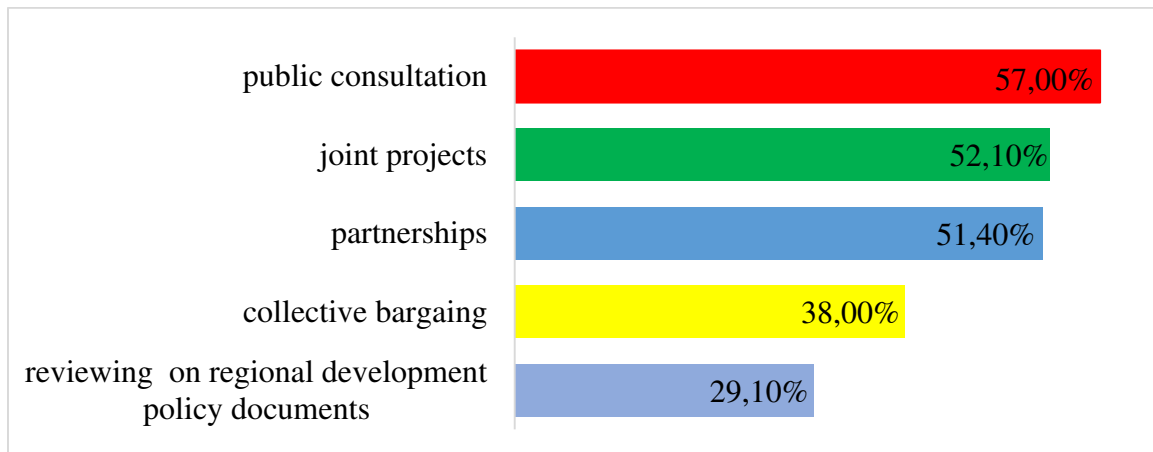 public consultation
57,00%
joint projects
52,10%
partnerships
51,40%
collective bargaing
38,00%
reviewing  on regional development
policy documents
29,10%